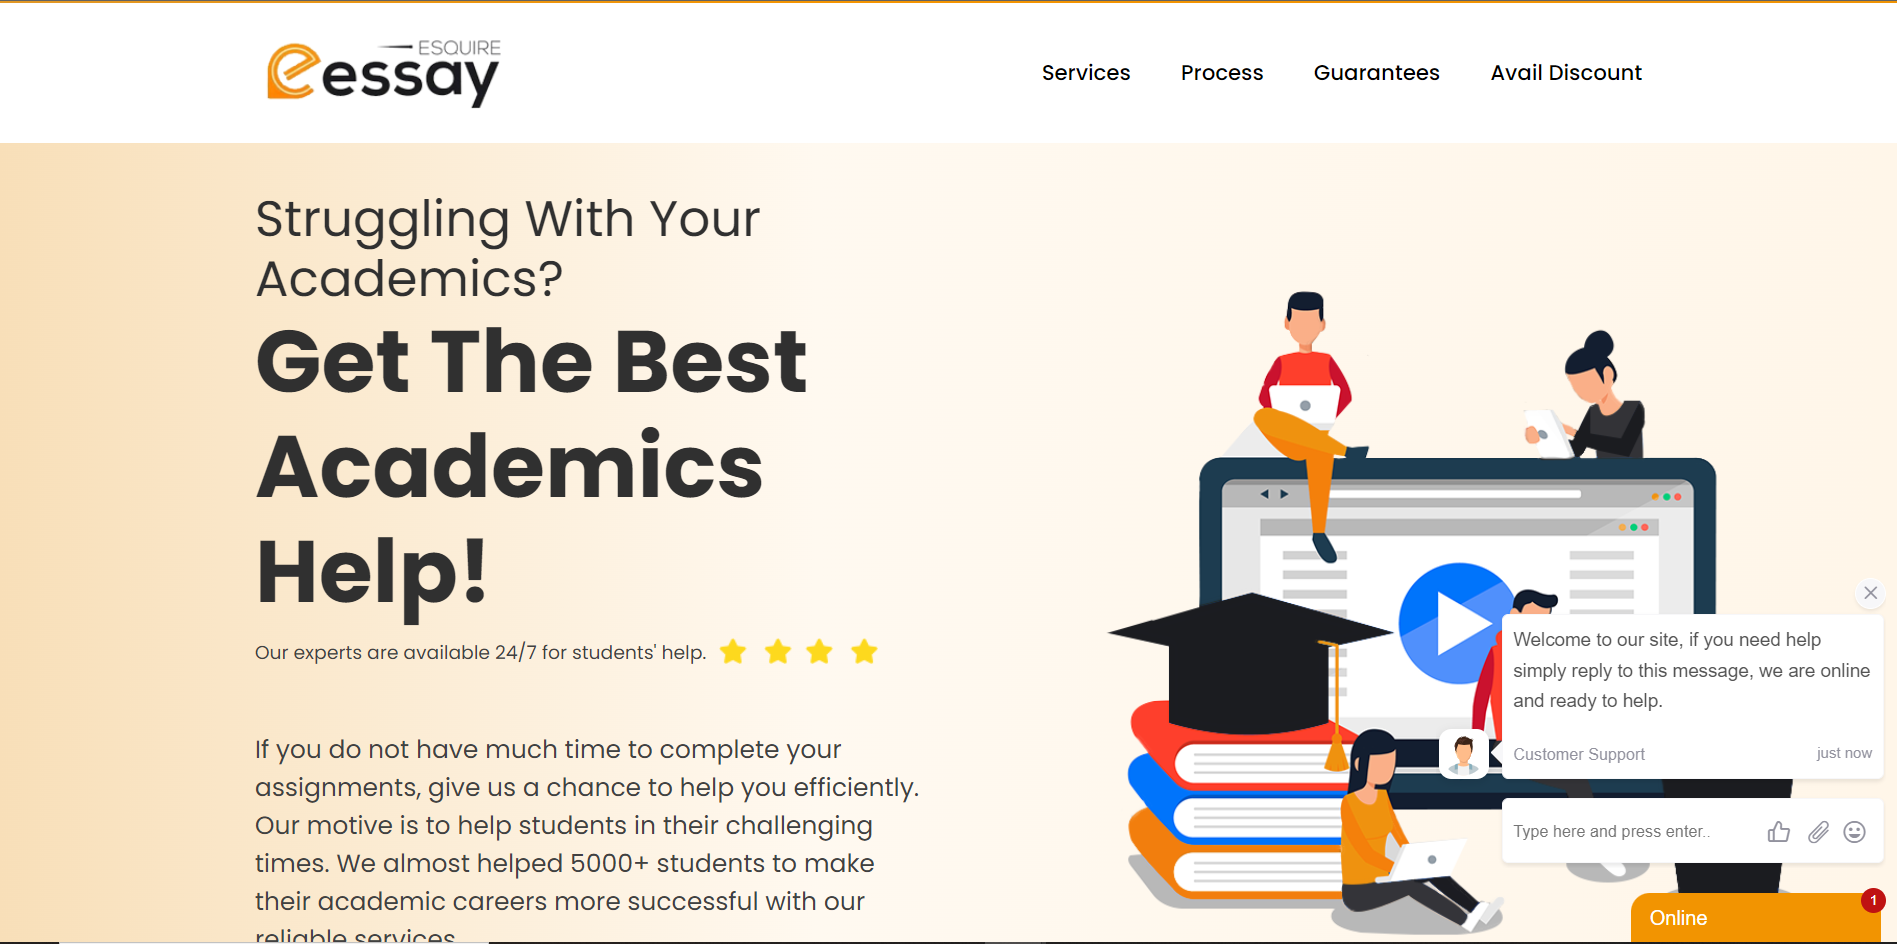 ESQUIRE
essay
Services
Process
Guarantees
Avail Discount
Struggling With Your
Academics?
Get The Best
Academics
Help!
Our experts are available 24/7 for students' help.
If you do not have much time to complete your
assignments, give us a chance to help you efficiently.
Our motive is to help students in their challenging
times. We almost helped 5000+ students to make
their academic careers more successful with our
reliable services.
Welcome to our site, if you need help
simply reply to this message, we are online
and ready to help.
Customer Support
just now
Type here and press enter..
1
Online